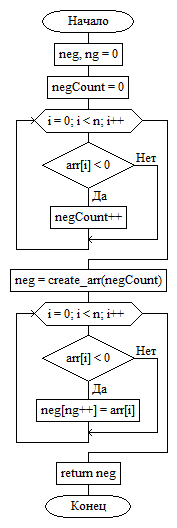 Начало
neg, ng = 0
negCount = 0
i = 0; i < n; i++
arr[i] < 0
Нет
Да
negCount++
neg = create_arr(negCount)
i = 0; i < n; i++
arr[i] < 0
Нет
Да
neg[ng++] = arr[i]
return neg
Конец